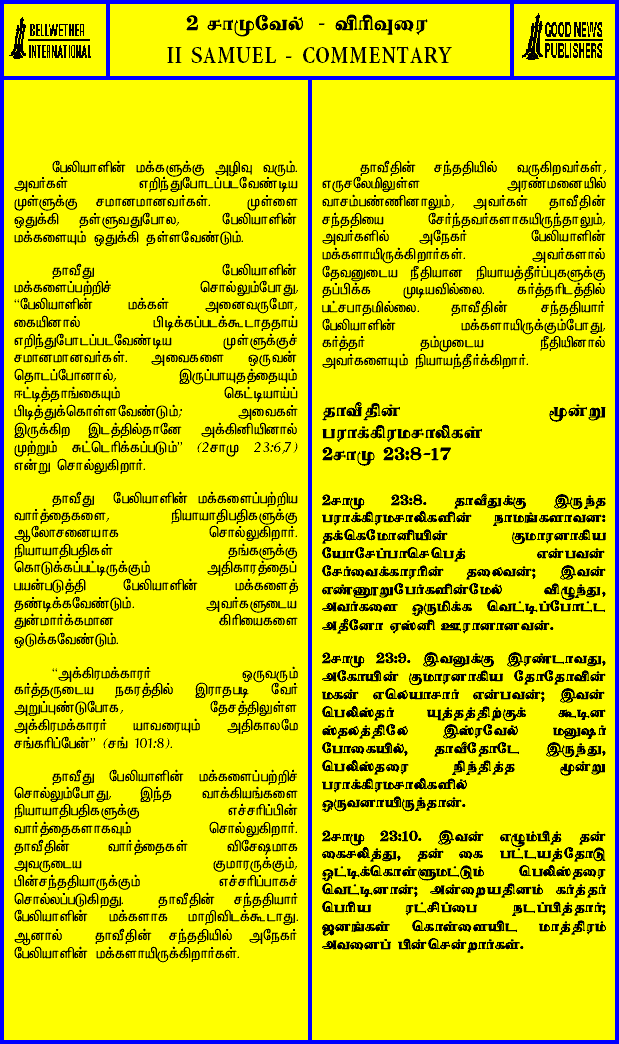 BELLWETHER
INTERNATIONAL
2 சாமுவேல் - விரிவுரை
II SAMUEL - COMMENTARY
GOOD NEWS
PUBLISHERS
பேலியாளின் மக்களுக்கு அழிவு வரும்.
அவர்கள் எறிந்துபோடப்படவேண்டிய
முள்ளுக்கு சமானமானவர்கள். முள்ளை
ஒதுக்கி தள்ளுவதுபோல, பேலியாளின்
மக்களையும் ஒதுக்கி தள்ளவேண்டும்.
தாவீது பேலியாளின்
மக்களைப்பற்றிச் சொல்லும்போது,
“பேலியாளின் மக்கள் அனைவருமோ,
கையினால் பிடிக்கப்படக்கூடாததாய்
எறிந்துபோடப்படவேண்டிய முள்ளுக்குச்
சமானமானவர்கள். அவைகளை ஒருவன்
தொடப்போனால், இருப்பாயுதத்தையும்
ஈட்டித்தாங்கையும் கெட்டியாய்ப்
பிடித்துக்கொள்ளவேண்டும்; அவைகள்
இருக்கிற இடத்தில்தானே அக்கினியினால்
முற்றும் சுட்டெரிக்கப்படும்” (2சாமு 23:6,7)
என்று சொல்லுகிறார்.
தாவீது பேலியாளின் மக்களைப்பற்றிய
வார்த்தைகளை, நியாயாதிபதிகளுக்கு
ஆலோசனையாக சொல்லுகிறார்.
நியாயாதிபதிகள் தங்களுக்கு
கொடுக்கப்பட்டிருக்கும் அதிகாரத்தைப்
பயன்படுத்தி பேலியாளின் மக்களைத்
தண்டிக்கவேண்டும். அவர்களுடைய
துன்மார்க்கமான கிரியைகளை
ஒடுக்கவேண்டும்.
“அக்கிரமக்காரர் ஒருவரும்
கர்த்தருடைய நகரத்தில் இராதபடி வேர்
அறுப்புண்டுபோக, தேசத்திலுள்ள
அக்கிரமக்காரர் யாவரையும் அதிகாலமே
சங்கரிப்பேன்” (சங் 101:8).
தாவீது பேலியாளின் மக்களைப்பற்றிச்
சொல்லும்போது, இந்த வாக்கியங்களை
நியாயாதிபதிகளுக்கு எச்சரிப்பின்
வார்த்தைகளாகவும் சொல்லுகிறார்.
தாவீதின் வார்த்தைகள் விசேஷமாக
அவருடைய குமாரருக்கும்,
பின்சந்ததியாருக்கும் எச்சரிப்பாகச்
சொல்லப்படுகிறது. தாவீதின் சந்ததியார்
பேலியாளின் மக்களாக மாறிவிடக்கூடாது.
ஆனால் தாவீதின் சந்ததியில் அநேகர்
பேலியாளின் மக்களாயிருக்கிறார்கள்.
தாவீதின் சந்ததியில் வருகிறவர்கள்,
எருசலேமிலுள்ள அரண்மனையில்
வாசம்பண்ணினாலும், அவர்கள் தாவீதின்
சந்ததியை சேர்ந்தவர்களாகயிருந்தாலும்,
அவர்களில் அநேகர் பேலியாளின்
மக்களாயிருக்கிறார்கள். அவர்களால்
தேவனுடைய நீதியான நியாயத்தீர்ப்புகளுக்கு
தப்பிக்க முடியவில்லை. கர்த்தரிடத்தில்
பட்சபாதமில்லை. தாவீதின் சந்ததியார்
பேலியாளின் மக்களாயிருக்கும்போது,
கர்த்தர் தம்முடைய நீதியினால்
அவர்களையும் நியாயந்தீர்க்கிறார்.
தாவீதின் மூன்று
பராக்கிரமசாலிகள்
2சாமு 23:8-17
2சாமு 23:8. தாவீதுக்கு இருந்த
பராக்கிரமசாலிகளின் நாமங்களாவன:
தக்கெமோனியின் குமாரனாகிய
யோசேப்பாசெபெத் என்பவன்
சேர்வைக்காரரின் தலைவன்; இவன்
எண்ணூறுபேர்களின்மேல் விழுந்து,
அவர்களை ஒருமிக்க வெட்டிப்போட்ட
அதீனோ ஏஸ்னி ஊரானானவன்.
2சாமு 23:9. இவனுக்கு இரண்டாவது,
அகோயின் குமாரனாகிய தோதோவின்
மகன் எலெயாசார் என்பவன்; இவன்
பெலிஸ்தர் யுத்தத்திற்குக் கூடின
ஸ்தலத்திலே இஸ்ரவேல் மனுஷர்
போகையில், தாவீதோடே இருந்து,
பெலிஸ்தரை நிந்தித்த மூன்று
பராக்கிரமசாலிகளில்
ஒருவனாயிருந்தான்.
2சாமு 23:10. இவன் எழும்பித் தன்
கைசலித்து, தன் கை பட்டயத்தோடு
ஒட்டிக்கொள்ளுமட்டும் பெலிஸ்தரை
வெட்டினான்; அன்றையதினம் கர்த்தர்
பெரிய ரட்சிப்பை நடப்பித்தார்;
ஜனங்கள் கொள்ளையிட மாத்திரம்
அவனைப் பின்சென்றார்கள்.